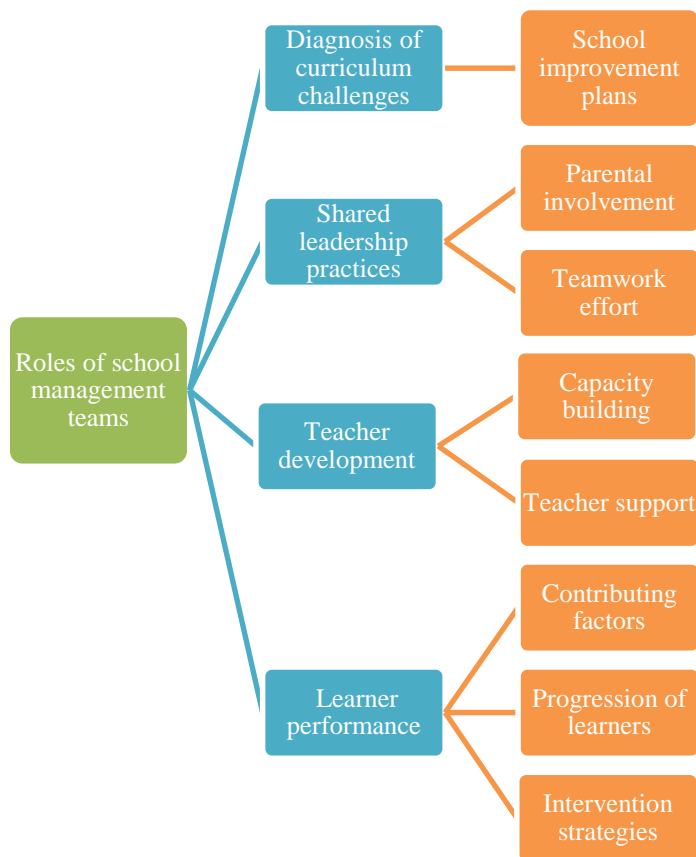 Roles of school
management
teams
Diagnosis of
curriculum
challenges
School
improvement
plans
Shared
leadership
practices
Parental
involvement
Teamwork
effort
Teacher
development
Capacity
building
Teacher support
Learner
performance
Contributing
factors
Progression of
learners
Intervention
strategies